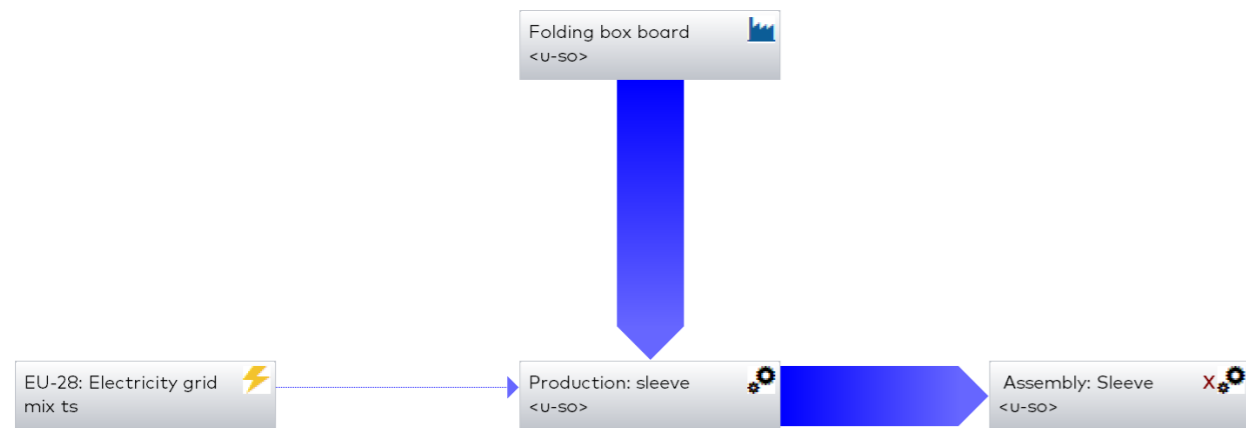 Folding box board
<u-so>
EU-28: Electricity grid
mix ts
Production: sleeve
<u-so>
Assembly: Sleeve
X
<u-so>